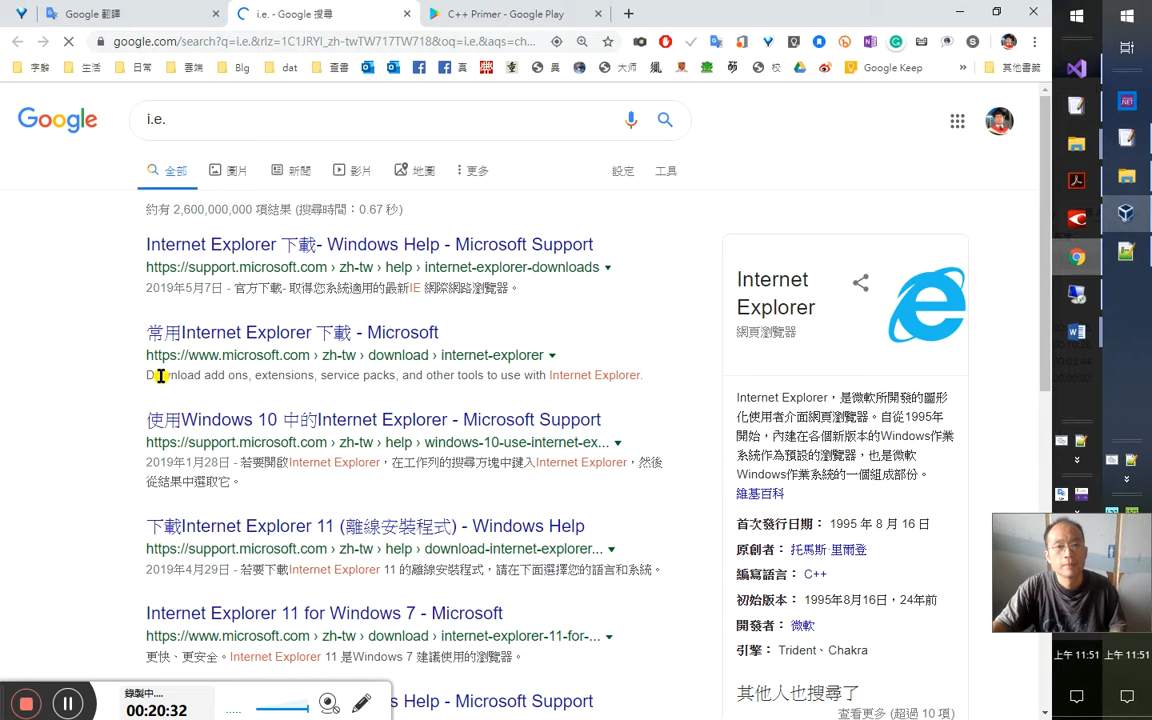 Google 翻譯
i.e. - Google 搜尋
C++ Primer - Google Play
google.com/search?q=i.e.&rlz=1C1JRYI_zh-twTW717TW718&oq=i.e.&aqs=ch...
字辭
生活
日常
雲端
Blg
dat
查書
真
異
大师
校
Google Keep
其他書籤
Google
i.e.
全部
圖片
新聞
影片
地圖
更多
設定
工具
約有 2,600,000,000 項結果 (搜尋時間：0.67 秒)
Internet Explorer 下載- Windows Help - Microsoft Support
https://support.microsoft.com › zh-tw › help › internet-explorer-downloads
2019年5月7日 - 官方下載- 取得您系統適用的最新IE 網際網路瀏覽器。
常用Internet Explorer 下載 - Microsoft
https://www.microsoft.com › zh-tw › download › internet-explorer
Download add ons, extensions, service packs, and other tools to use with Internet Explorer.
使用Windows 10 中的Internet Explorer - Microsoft Support
https://support.microsoft.com › zh-tw › help › windows-10-use-internet-ex...
2019年1月28日 - 若要開啟Internet Explorer，在工作列的搜尋方塊中鍵入Internet Explorer，然後
從結果中選取它。
下載Internet Explorer 11 (離線安裝程式) - Windows Help
https://support.microsoft.com › zh-tw › help › download-internet-explorer...
2019年4月29日 - 若要下載Internet Explorer 11 的離線安裝程式，請在下面選擇您的語言和系統。
Internet Explorer 11 for Windows 7 - Microsoft
https://www.microsoft.com › zh-tw › download › internet-explorer-11-for-...
更快、更安全。Internet Explorer 11 是Windows 7 建議使用的瀏覽器。
s Help - Microsoft Support
Internet
Explorer
網頁瀏覽器
Internet Explorer，是微軟所開發的圖形
化使用者介面網頁瀏覽器。自從1995年
開始，內建在各個新版本的Windows作業
系統作為預設的瀏覽器，也是微軟
Windows作業系統的一個組成部份。
維基百科
首次發行日期： 1995 年 8 月 16 日
原創者： 托馬斯·里爾登
編寫語言： C++
初始版本： 1995年8月16日，24年前
開發者： 微軟
引擎： Trident、Chakra
其他人也搜尋了
查看更多 (超過 10 項)
錄製中....
00:20:32
上午 11:51
上午 11:51